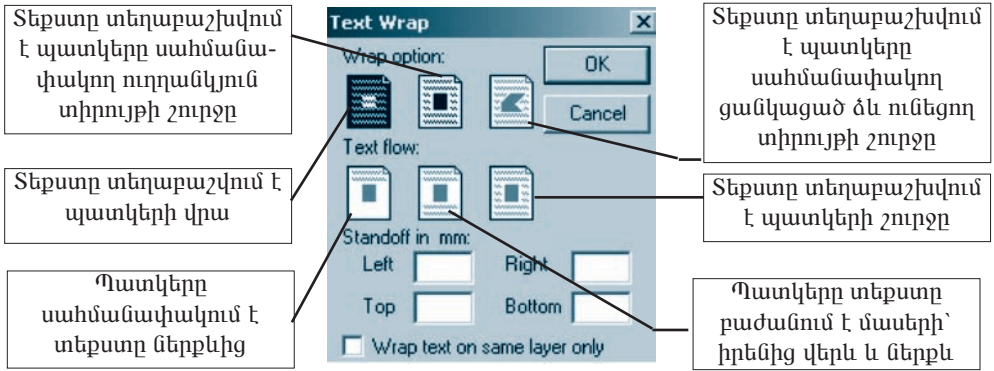 Տեքստը տեղաբաշխվում
է պատկերը սահմանա-
փակող ուղղանկյուն
տիրույթի շուրջը
Տեքստը տեղաբաշվում է
պատկերի վրա
Պատկերը
սահմանափակում է
տեքստը ներքևից
Text Wrap
Wrap option:
OK
Cancel
Text flow:
Standoff in mm:
Left
Right
Top
Bottom
Wrap text on same layer only
Տեքստը տեղաբաշխվում
է պատկերը
սահմանափակող
ցանկացած ձև ունեցող
տիրույթի շուրջը
Տեքստը տեղաբաշխվում
է պատկերի շուրջը
Պատկերը տեքստը
բաժանում է մասերի՝
իրենից վերև և ներքև